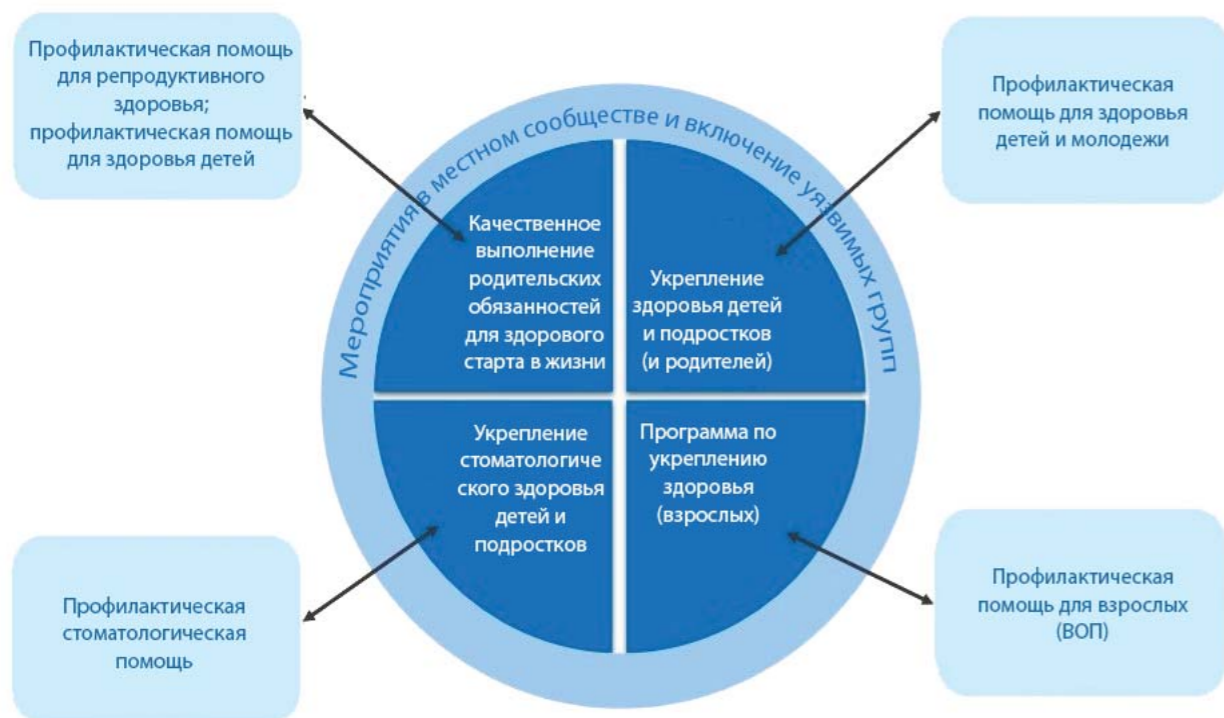 Профилактическая помощь
для репродуктивного
здоровья;
профилактическая помощь
для здоровья детей
Профилактическая
помощь для здоровья
детей и молодежи
Мероприятия в местном сообществе и включение уязвимых групп
Качественное
выполнение
родительских
обязанностей
для здорового
старта в жизни
Укрепление
здоровья детей
и подростков
(и родителей)
Укрепление
стоматологиче
ского здоровья
детей и
подростков
Программа по
укреплению
здоровья
(взрослых)
Профилактическая
стоматологическая
помощь
Профилактическая
помощь для взрослых
(ВОП)